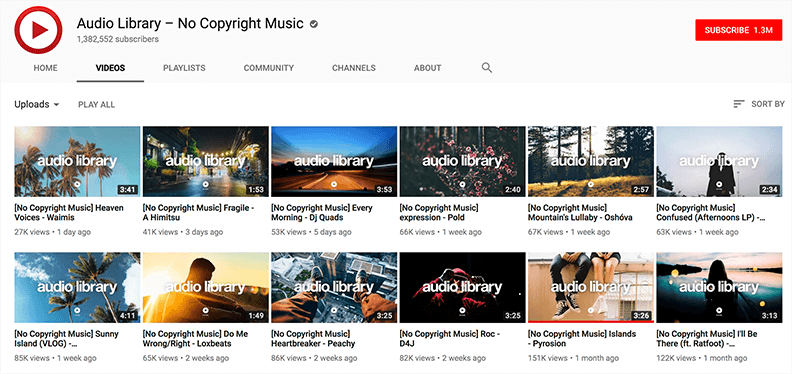 Audio Library – No Copyright Music
1,382,552 subscribers
SUBSCRIBE 1.3M
HOME VIDEOS PLAYLISTS COMMUNITY CHANNELS ABOUT
Uploads PLAY ALL SORT BY
audio library
3:41
audio library
1:53
audio library
3:53
audio library
2:40
audio library
2:57
audio library
2:34
[No Copyright Music] Heaven
Voices - Waimis
27K views • 1 day ago
[No Copyright Music] Fragile -
A Himitsu
41K views • 3 days ago
[No Copyright Music] Every
Morning - Dj Quads
53K views • 5 days ago
[No Copyright Music]
expression - Pold
66K views • 1 week ago
[No Copyright Music]
Mountain's Lullaby - Oshóva
67K views • 1 week ago
[No Copyright Music]
Confused (Afternoons LP) -...
63K views • 1 week ago
audio library
4:11
audio library
1:49
audio library
3:25
audio library
3:25
audio library
3:26
audio library
3:13
[No Copyright Music] Sunny
Island (VLOG) -...
85K views • 1 week ago
[No Copyright Music] Do Me
Wrong/Right - Loxbeats
65K views • 2 weeks ago
[No Copyright Music]
Heartbreaker - Peachy
86K views • 2 weeks ago
[No Copyright Music] Roc -
D4J
82K views • 2 weeks ago
[No Copyright Music] Islands
- Pyrosion
151K views • 1 month ago
[No Copyright Music] I'll Be
There (ft. Ratfoot) -...
122K views • 1 month ago